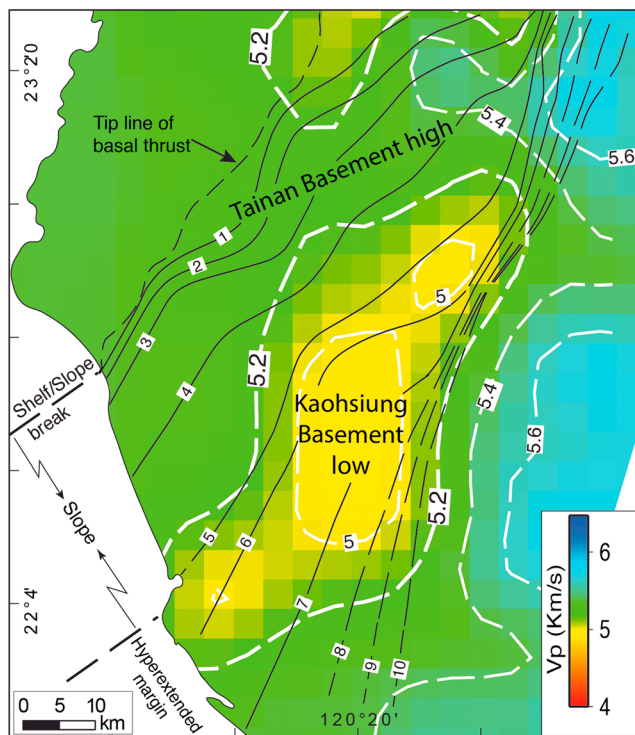 23°20
5.2
5.4
5.6
Tip line of
basal thrust
Tainan Basement high
1
2
3
4
5
5.2
5.4
5.6
Shelf/Slope
break
Kaohsiung
Basement
low
5.2
5
Slope
5
6
7
8
9
10
22°4
Hyperextended
margin
0 5 10
km
120°20'
Vp (Km/s)
6
5
4